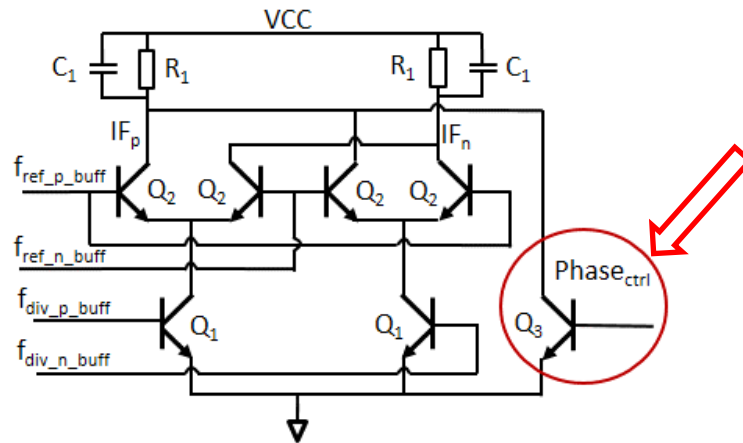 VCC
C1 R1 R1 C1
IFp IFn
fref_p_buff Q2 Q2 Q2 Q2
fref_n_buff
Phasectrl
fdiv_p_buff Q1 Q1 Q3
fdiv_n_buff